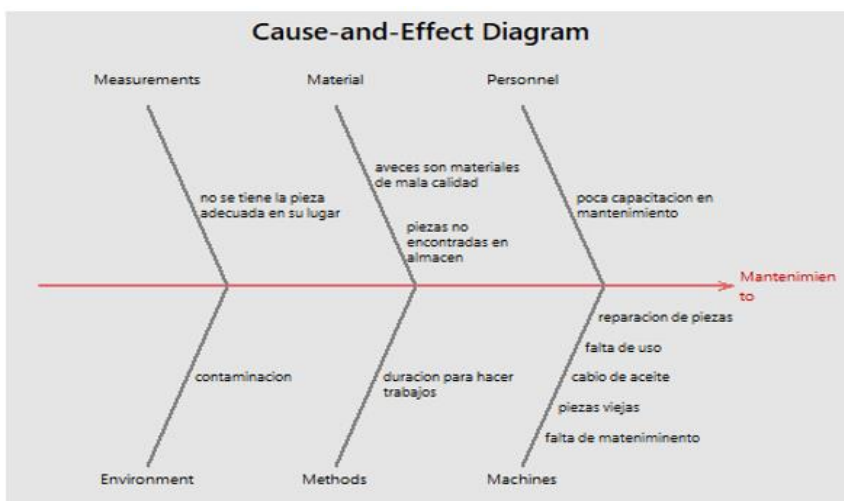 Cause-and-Effect Diagram
Measurements
Material
Personnel
no se tiene la pieza
adecuada en su lugar
aveces son materiales
de mala calidad
piezas no
encontradas en
almacen
poca capacitacion en
mantenimiento
Mantenimien
to
contaminacion
duracion para hacer
trabajos
reparacion de piezas
falta de uso
cabio de aceite
piezas viejas
falta de mateniminento
Environment
Methods
Machines